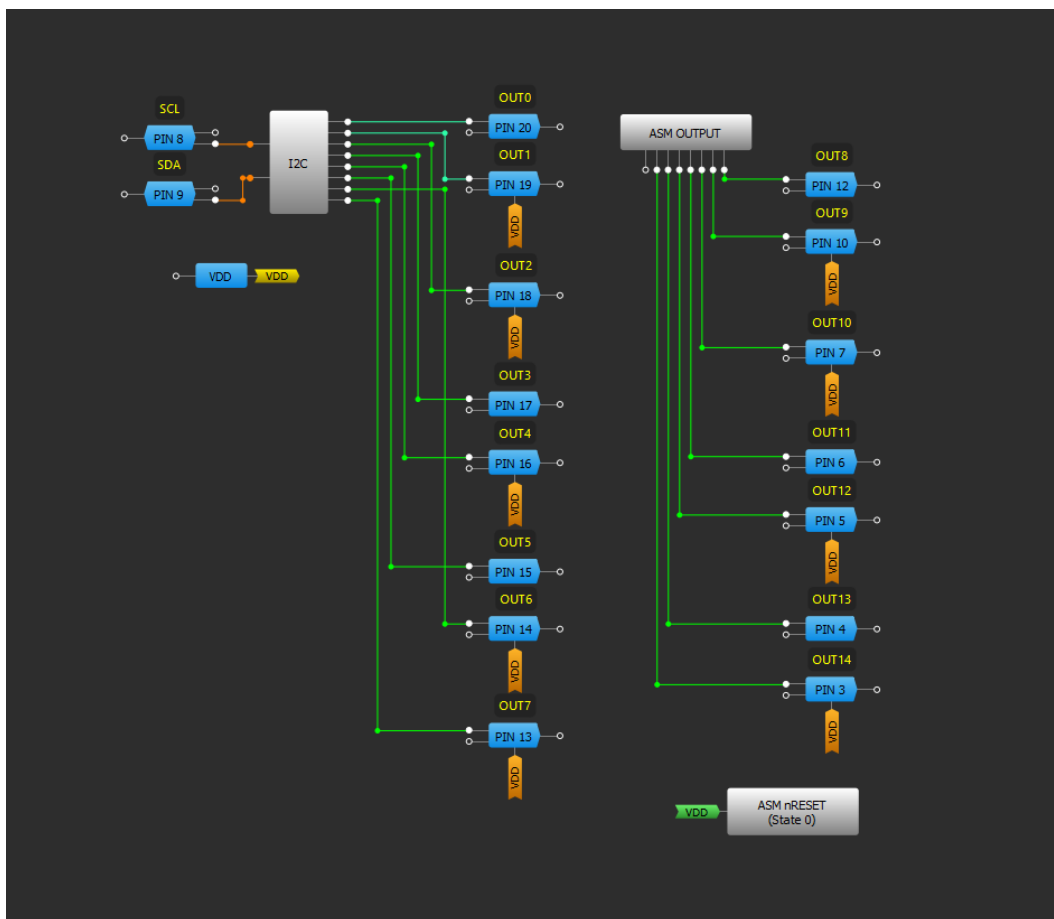 SCL
PIN 8
SDA
PIN 9
I2C
VDD
VDD
OUT0
PIN 20
OUT1
PIN 19
VDD
OUT2
PIN 18
VDD
OUT3
PIN 17
OUT4
PIN 16
VDD
OUT5
PIN 15
OUT6
PIN 14
VDD
OUT7
PIN 13
VDD
ASM OUTPUT
OUT8
PIN 12
OUT9
PIN 10
VDD
OUT10
PIN 7
VDD
OUT11
PIN 6
OUT12
PIN 5
VDD
OUT13
PIN 4
OUT14
PIN 3
VDD
VDD
ASM nRESET
(State 0)